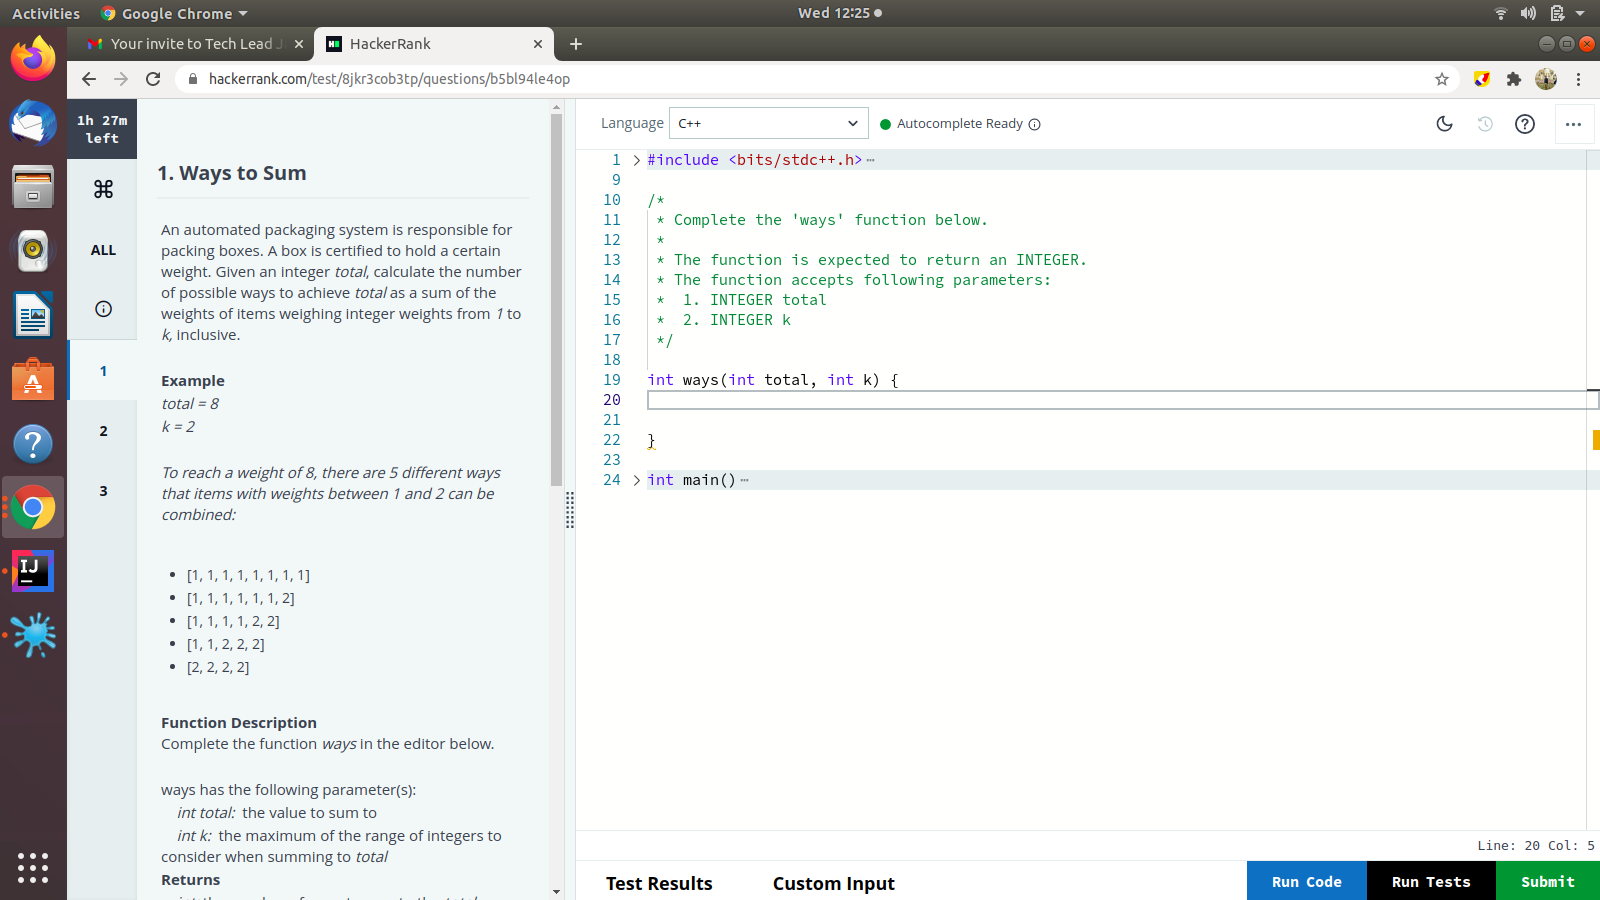 Activities
Google Chrome
Wed 12:25
Your invite to Tech Lead J
HackerRank
hackerrank.com/test/8jkr3cob3tp/questions/b5bl94le4op
1h 27m
left
ALL
1
2
3
1. Ways to Sum
An automated packaging system is responsible for
packing boxes. A box is certified to hold a certain
weight. Given an integer total, calculate the number
of possible ways to achieve total as a sum of the
weights of items weighing integer weights from 1 to
k, inclusive.
Example
total = 8
k = 2
To reach a weight of 8, there are 5 different ways
that items with weights between 1 and 2 can be
combined:
• [1, 1, 1, 1, 1, 1, 1, 1]
• [1, 1, 1, 1, 1, 1, 2]
• [1, 1, 1, 1, 2, 2]
• [1, 1, 2, 2, 2]
• [2, 2, 2, 2]
Function Description
Complete the function ways in the editor below.
ways has the following parameter(s):
int total: the value to sum to
int k: the maximum of the range of integers to
consider when summing to total
Returns
Language
C++
Autocomplete Ready
1 #include <bits/stdc++.h>
9
10 /*
11 * Complete the 'ways' function below.
12 *
13 * The function is expected to return an INTEGER.
14 * The function accepts following parameters:
15 * 1. INTEGER total
16 * 2. INTEGER k
17 */
18
19 int ways(int total, int k) {
20
21
22 }
23
24 int main()
Line: 20 Col: 5
Test Results
Custom Input
Run Code
Run Tests
Submit
IJ